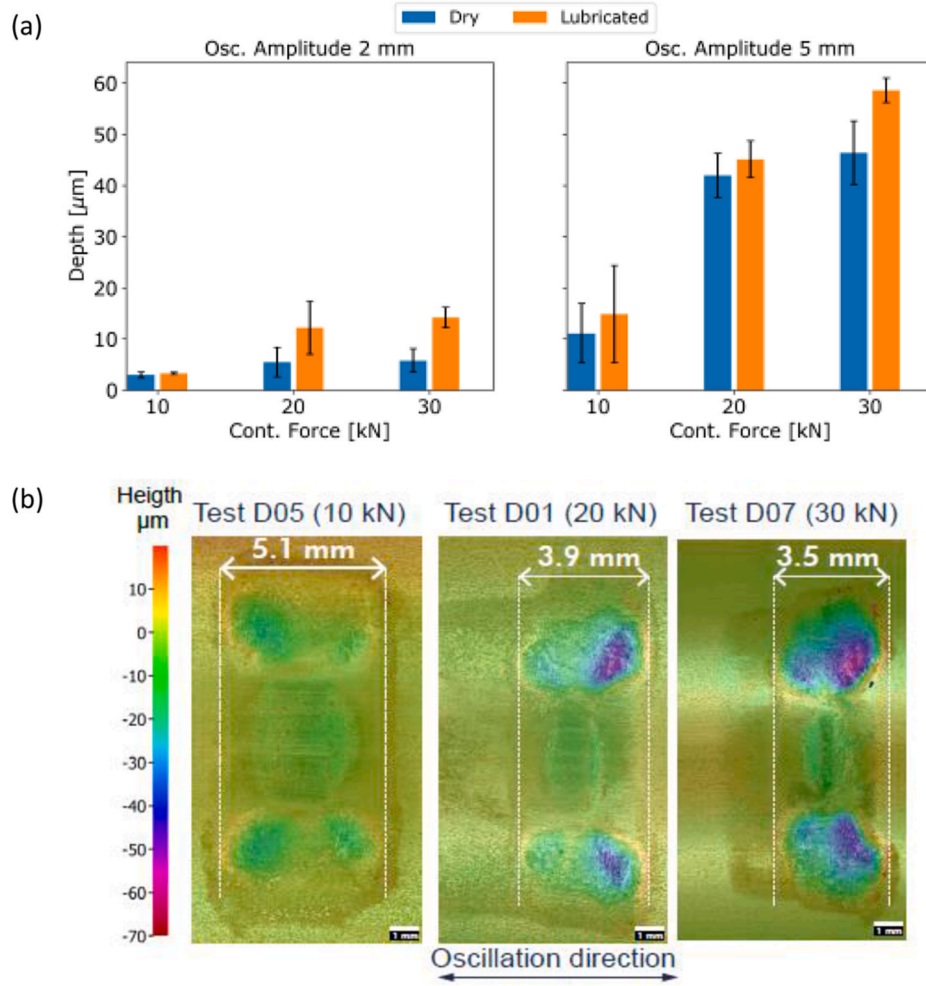 (a)
Dry Lubricated
Osc. Amplitude 2 mm Osc. Amplitude 5 mm
Depth [μm]
60
50
40
30
20
10
0
10 20 30 10 20 30
Cont. Force [kN] Cont. Force [kN]
(b)
Heigth
μm
Test D05 (10 kN) Test D01 (20 kN) Test D07 (30 kN)
5.1 mm 3.9 mm 3.5 mm
10
0
-10
-20
-30
-40
-50
-60
-70
1 mm 1 mm 1 mm
Oscillation direction